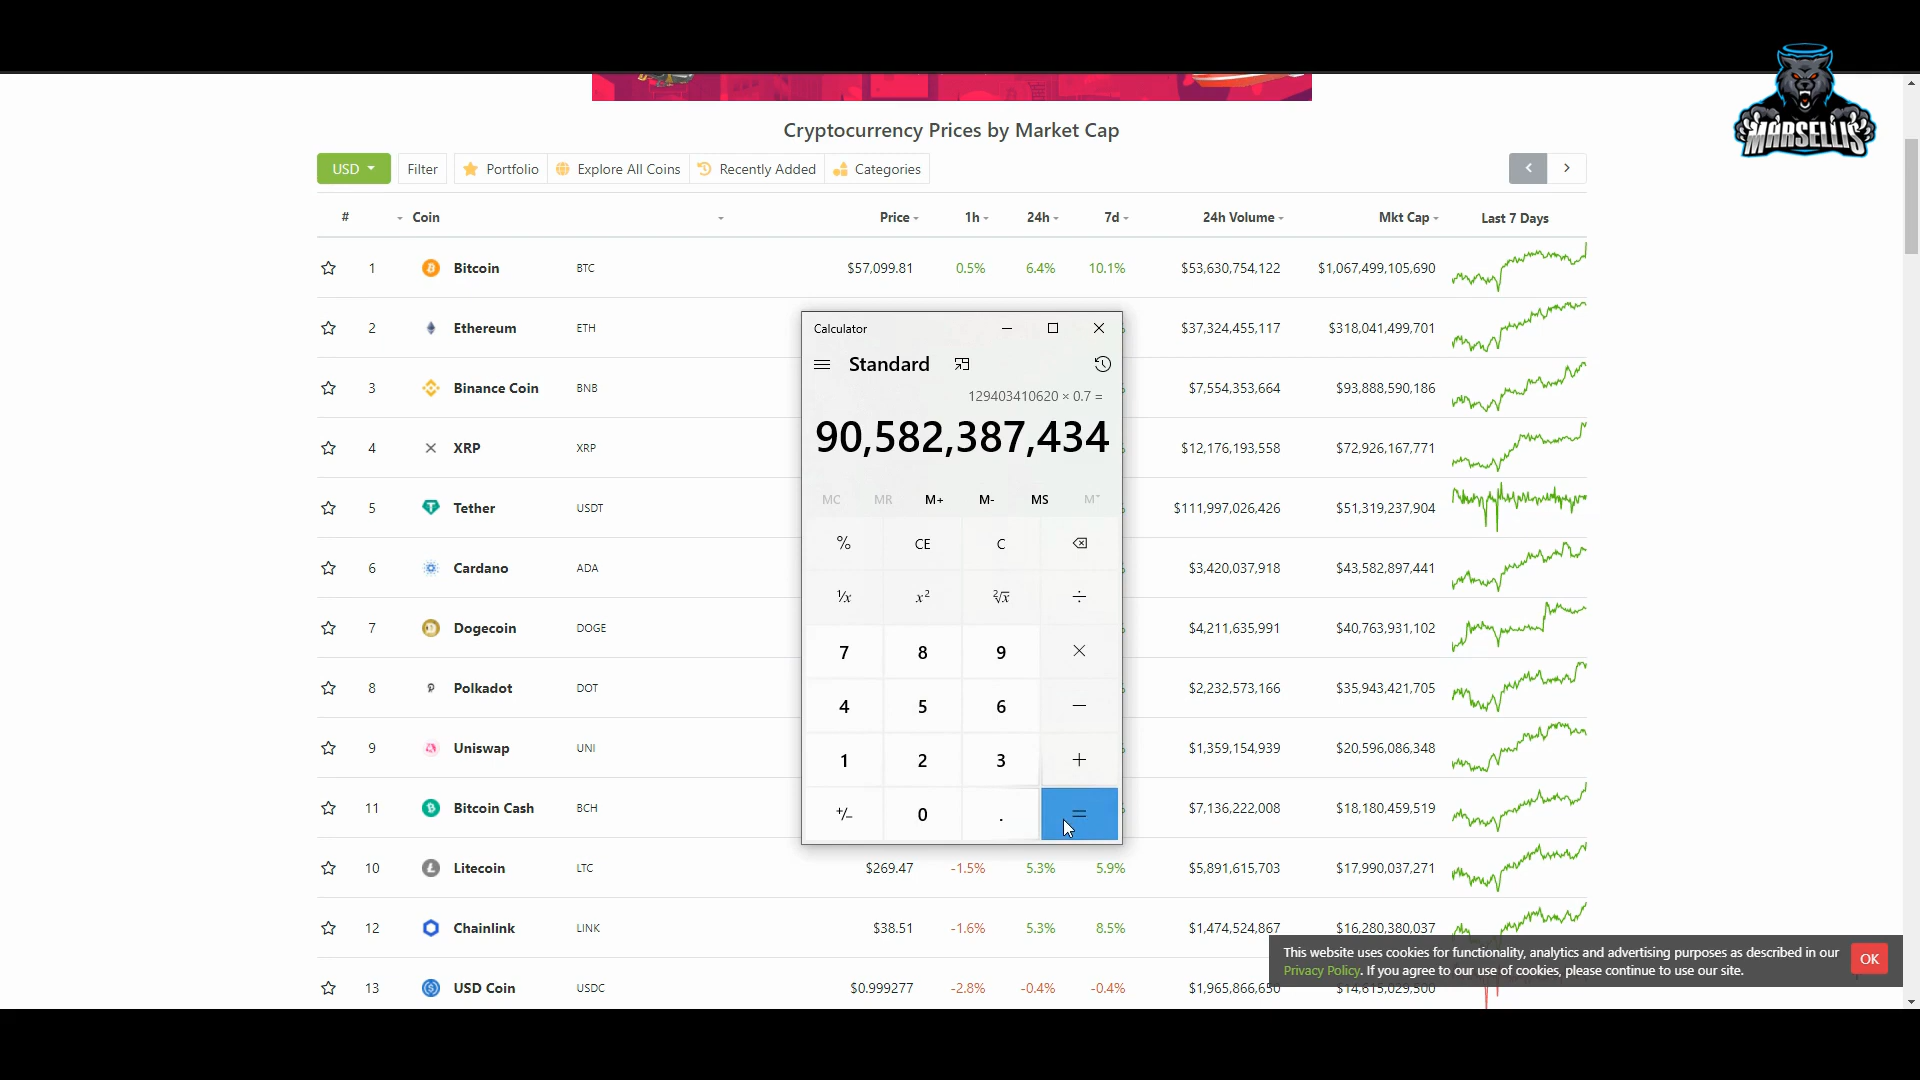 MARSELLIS
Cryptocurrency Prices by Market Cap
USD Filter Portfolio Explore All Coins Recently Added Categories
# Coin Price 1h 24h 7d 24h Volume Mkt Cap Last 7 Days
1 Bitcoin BTC $57,099.81 0.5% 6.4% 10.1% $53,630,754,122 $1,067,499,105,690
2 Ethereum ETH $37,324,455,117 $318,041,499,701
3 Binance Coin BNB $7,554,353,664 $93,888,590,186
4 XRP XRP $12,176,193,558 $72,926,167,771
5 Tether USDT $111,997,026,426 $51,319,237,904
6 Cardano ADA $3,420,037,918 $43,582,897,441
7 Dogecoin DOGE $4,211,635,991 $40,763,931,102
8 Polkadot DOT $2,232,573,166 $35,943,421,705
9 Uniswap UNI $1,359,154,939 $20,596,086,348
11 Bitcoin Cash BCH $7,136,222,008 $18,180,459,519
10 Litecoin LTC $269.47 -1.5% 5.3% 5.9% $5,891,615,703 $17,990,037,271
12 Chainlink LINK $38.51 -1.6% 5.3% 8.5% $1,474,524,867 $16,280,380,037
13 USD Coin USDC $0.999277 -2.8% -0.4% -0.4% $1,965,866,650 $14,615,029,500
Calculator
Standard
129403410620 × 0.7 =
90,582,387,434
MC MR M+ M- MS M˅
% CE C
⅟x x² ²√x ÷
7 8 9 ×
4 5 6 −
1 2 3 +
+/− 0 . =
This website uses cookies for functionality, analytics and advertising purposes as described in our
Privacy Policy. If you agree to our use of cookies, please continue to use our site.
OK